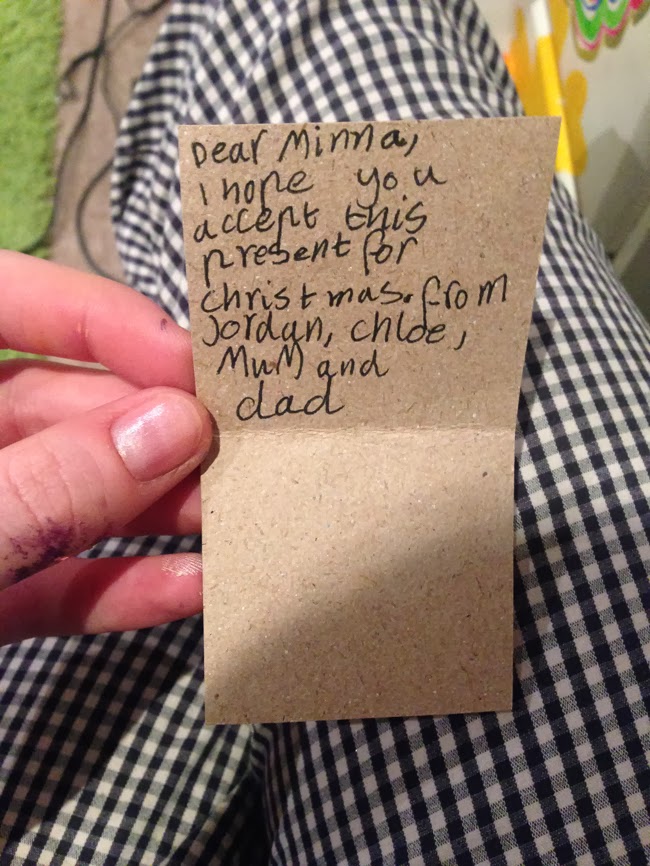 Dear Minna,
I hope you
accept this
present for
christmas. from
Jordan, chloe,
MuM and
dad